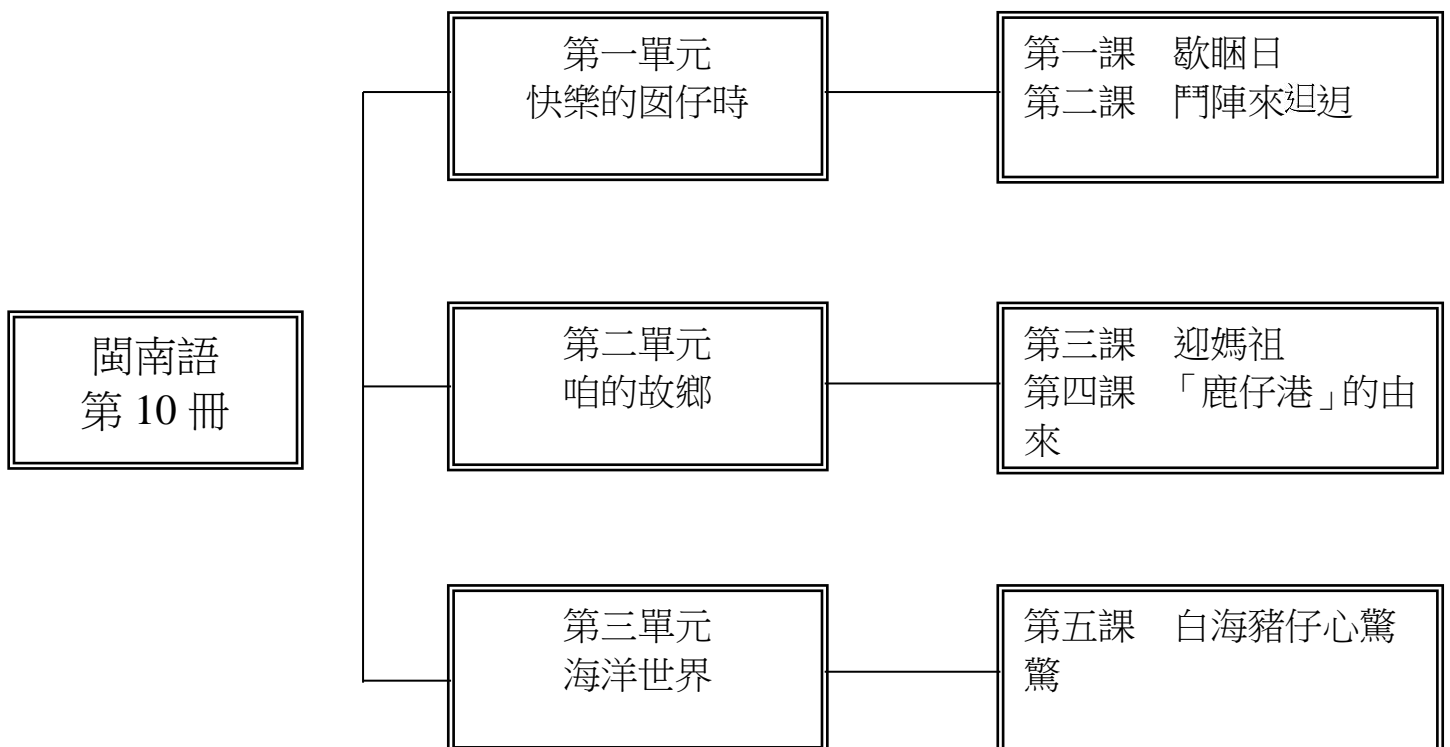 閩南語
第 10 冊
第一單元
快樂的囡仔時
第一課　歇睏日
第二課　鬥陣來迌迌
第二單元
咱的故鄉
第三課　迎媽祖
第四課　「鹿仔港」的由
來
第三單元
海洋世界
第五課　白海豬仔心驚
驚